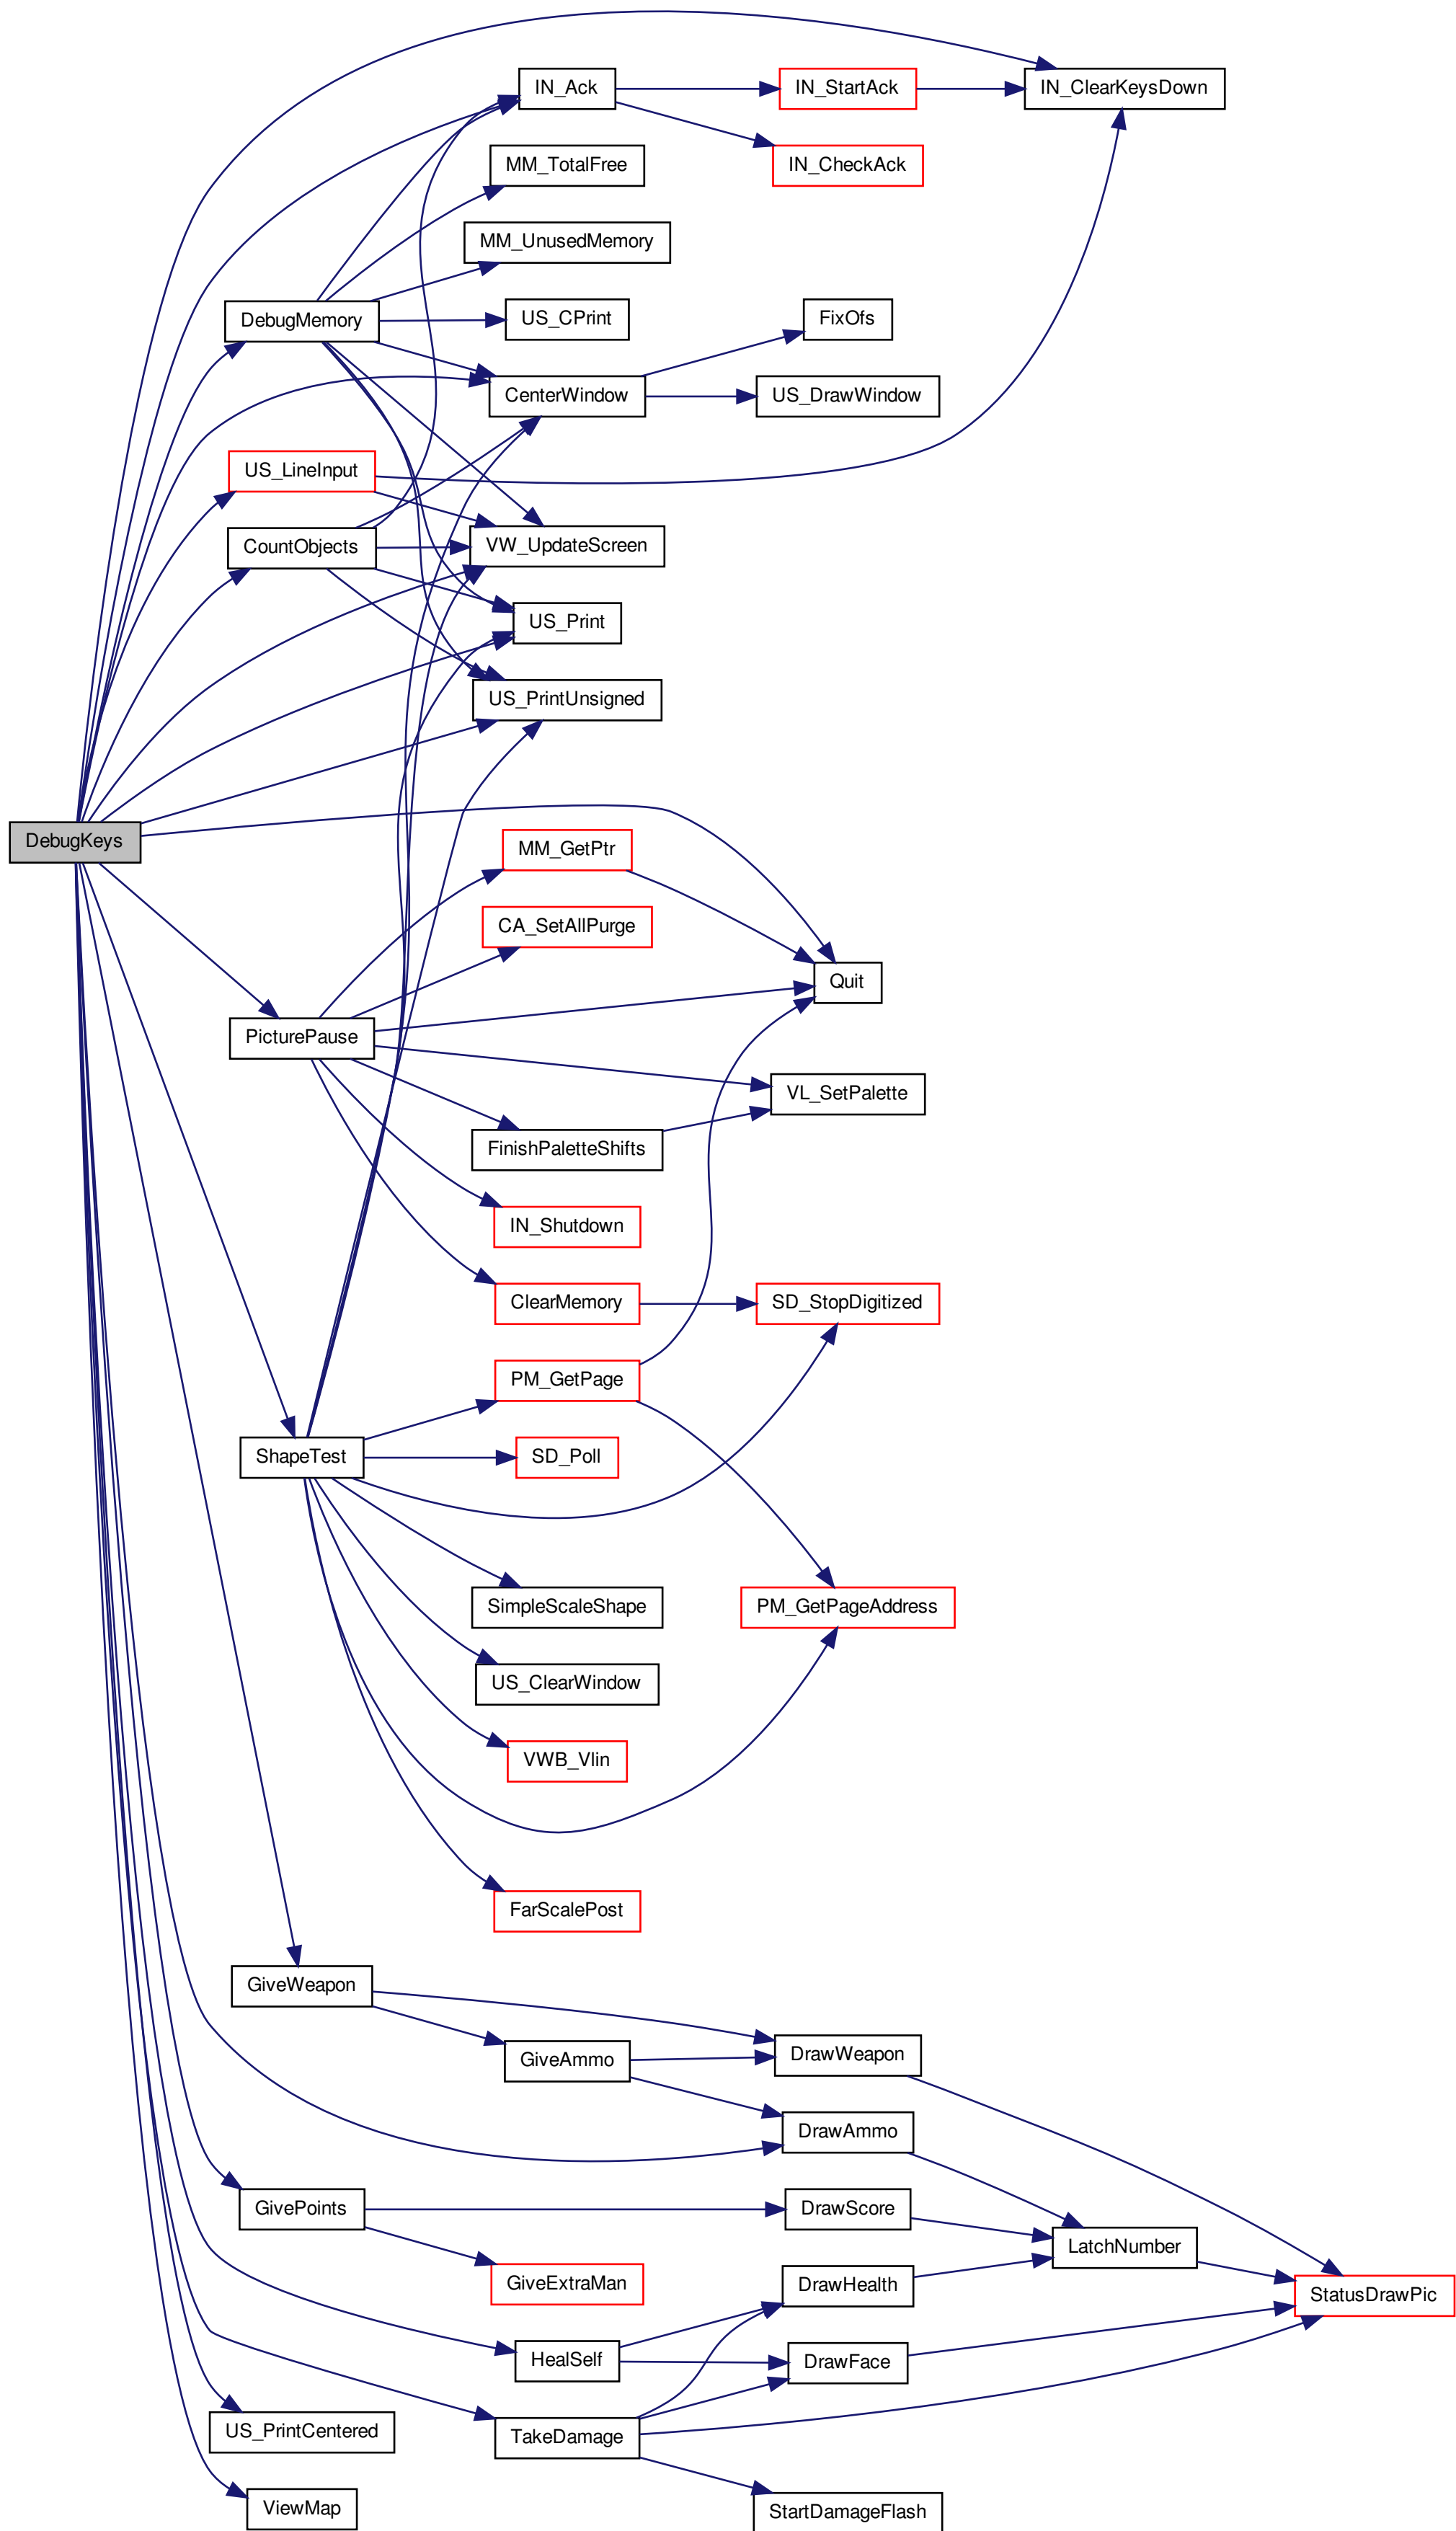 IN_Ack
IN_StartAck
IN_ClearKeysDown
MM_TotalFree
IN_CheckAck
MM_UnusedMemory
DebugMemory
US_CPrint
FixOfs
CenterWindow
US_DrawWindow
US_LineInput
CountObjects
VW_UpdateScreen
US_Print
US_PrintUnsigned
DebugKeys
MM_GetPtr
CA_SetAllPurge
Quit
PicturePause
VL_SetPalette
FinishPaletteShifts
IN_Shutdown
ClearMemory
SD_StopDigitized
PM_GetPage
ShapeTest
SD_Poll
SimpleScaleShape
PM_GetPageAddress
US_ClearWindow
VWB_Vlin
FarScalePost
GiveWeapon
GiveAmmo
DrawWeapon
DrawAmmo
GivePoints
DrawScore
LatchNumber
GiveExtraMan
DrawHealth
StatusDrawPic
HealSelf
DrawFace
US_PrintCentered
TakeDamage
ViewMap
StartDamageFlash